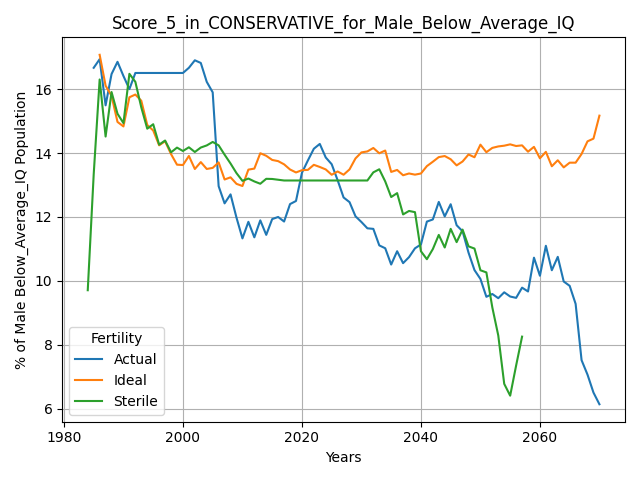 Score_5_in_CONSERVATIVE_for_Male_Below_Average_IQ
% of Male Below_Average_IQ Population
16
14
12
10
8
6
Fertility
Actual
Ideal
Sterile
1980
2000
2020
2040
2060
Years